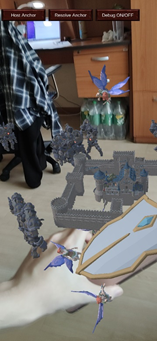 Host Anchor
Resolve Anchor
Debug ON/OFF